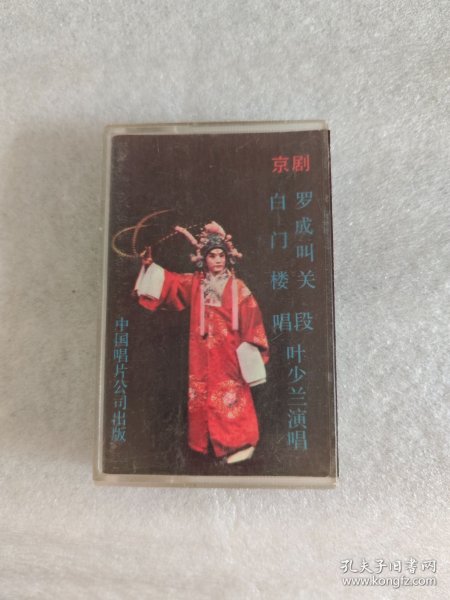 京剧
罗成叫关
白门楼
唱段
叶少兰演唱
中国唱片公司出版
孔夫子旧书网
www.kongfz.com